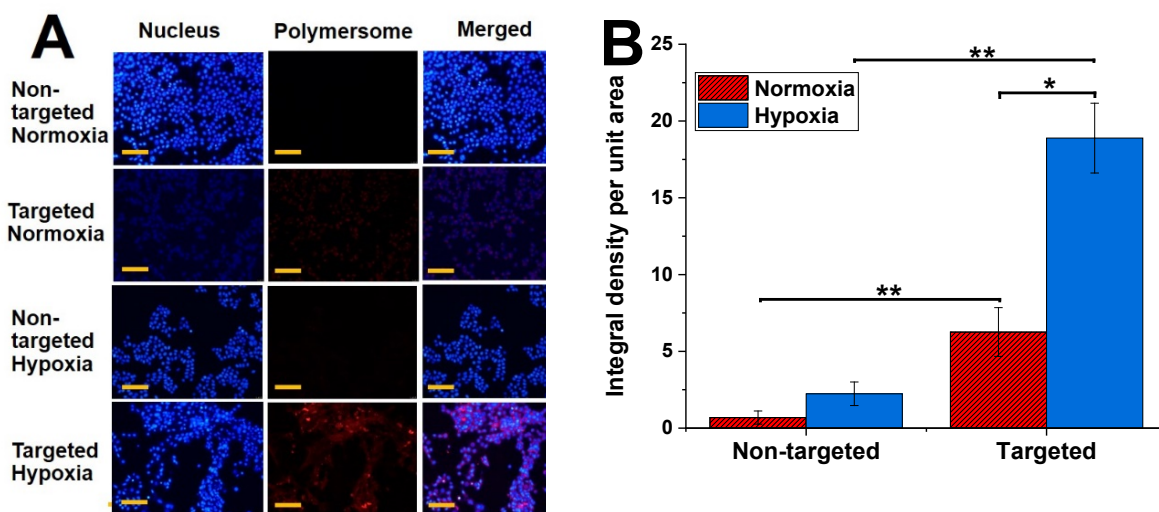 A
Nucleus Polymersome Merged
Non-
targeted
Normoxia
Targeted
Normoxia
Non-
targeted
Hypoxia
Targeted
Hypoxia
B
Integral density per unit area
25
20
15
10
5
0
Normoxia
Hypoxia
**
*
**
Non-targeted Targeted